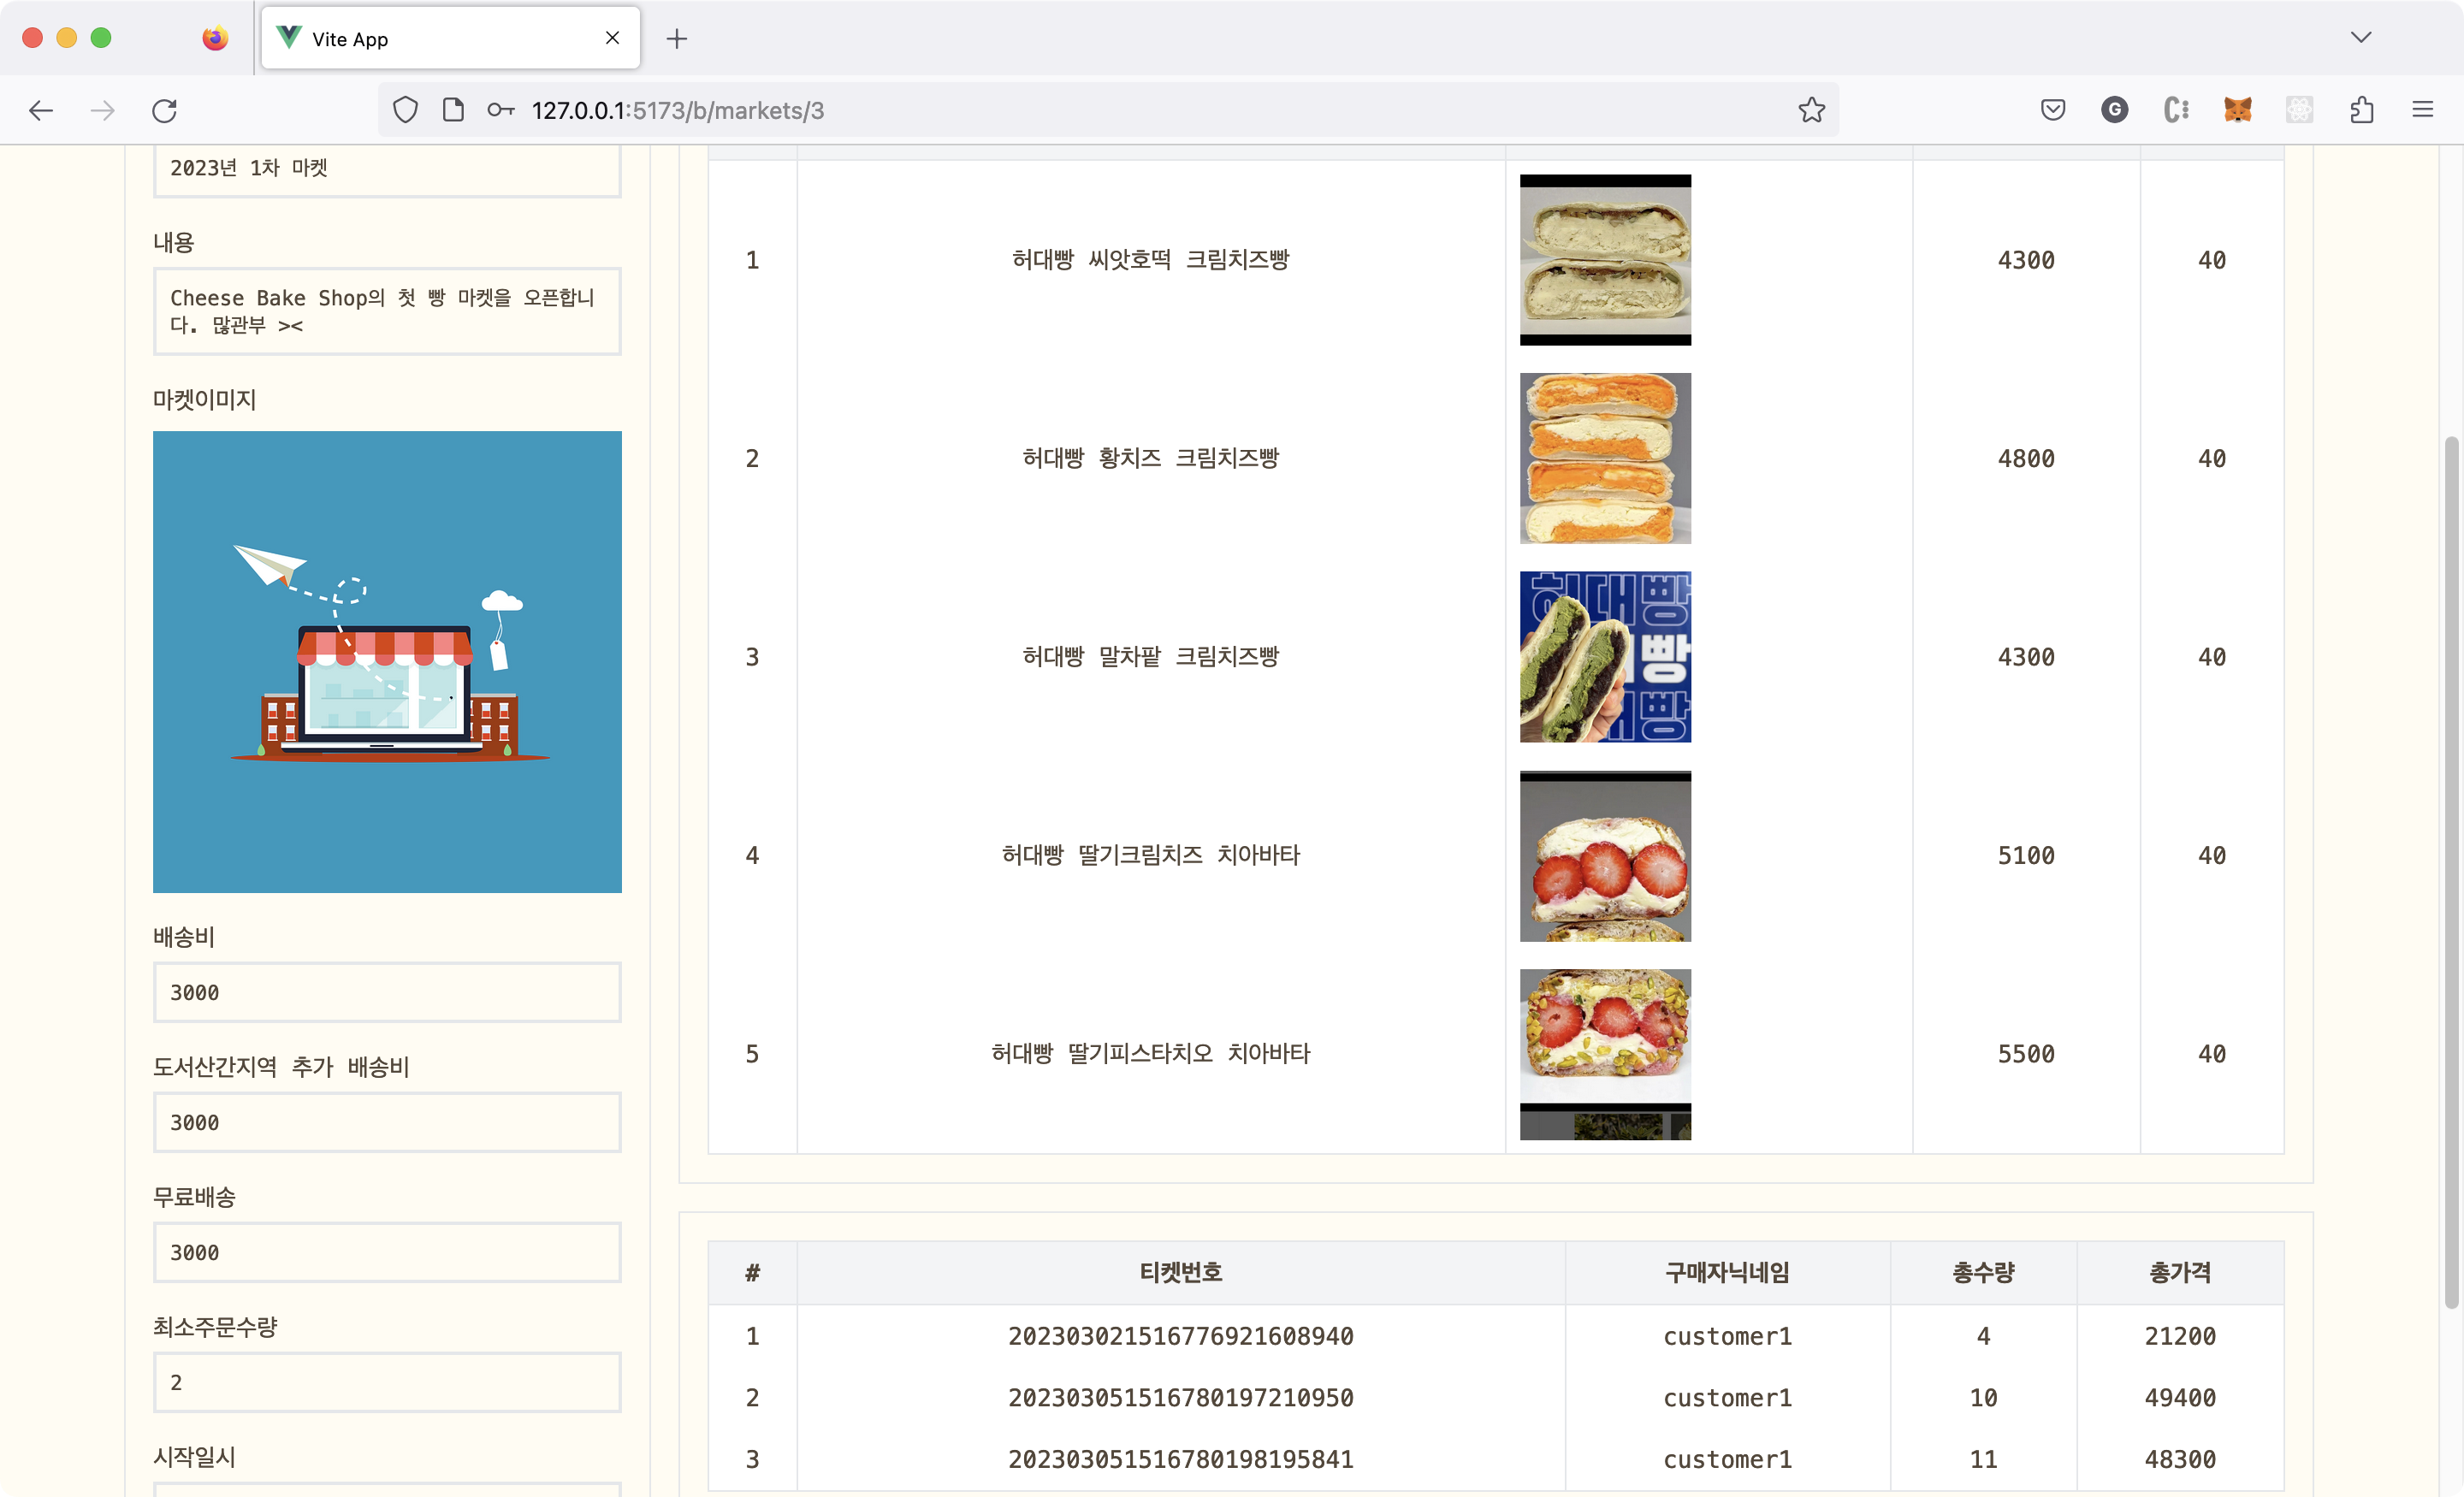 Vite App
127.0.0.1:5173/b/markets/3
2023년 1차 마켓
내용
Cheese Bake Shop의 첫 빵 마켓을 오픈합니
다. 많관부 ><
마켓이미지
배송비
3000
도서산간지역 추가 배송비
3000
무료배송
3000
최소주문수량
2
시작일시
1 허대빵 씨앗호떡 크림치즈빵 4300 40
2 허대빵 황치즈 크림치즈빵 4800 40
3 허대빵 말차팥 크림치즈빵 4300 40
4 허대빵 딸기크림치즈 치아바타 5100 40
5 허대빵 딸기피스타치오 치아바타 5500 40
# 티켓번호 구매자닉네임 총수량 총가격
1 202303021516776921608940 customer1 4 21200
2 202303051516780197210950 customer1 10 49400
3 202303051516780198195841 customer1 11 48300